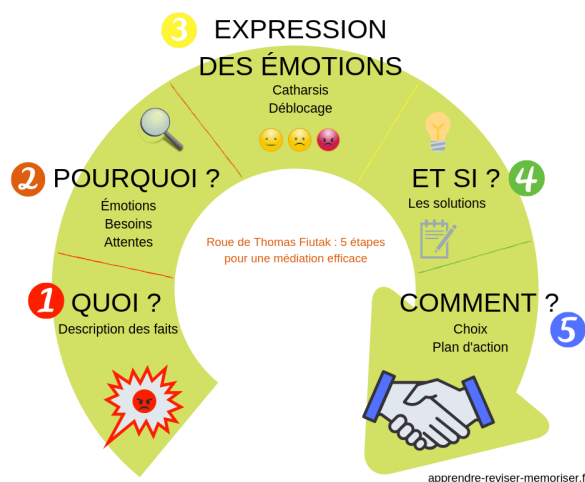 3 EXPRESSION
DES ÉMOTIONS
Catharsis
Déblocage
2 POURQUOI ?
Émotions
Besoins
Attentes
ET SI ? 4
Les solutions
Roue de Thomas Fiutak : 5 étapes
pour une médiation efficace
1 QUOI ?
Description des faits
COMMENT ? 5
Choix
Plan d'action
apprendre-reviser-memoriser.f